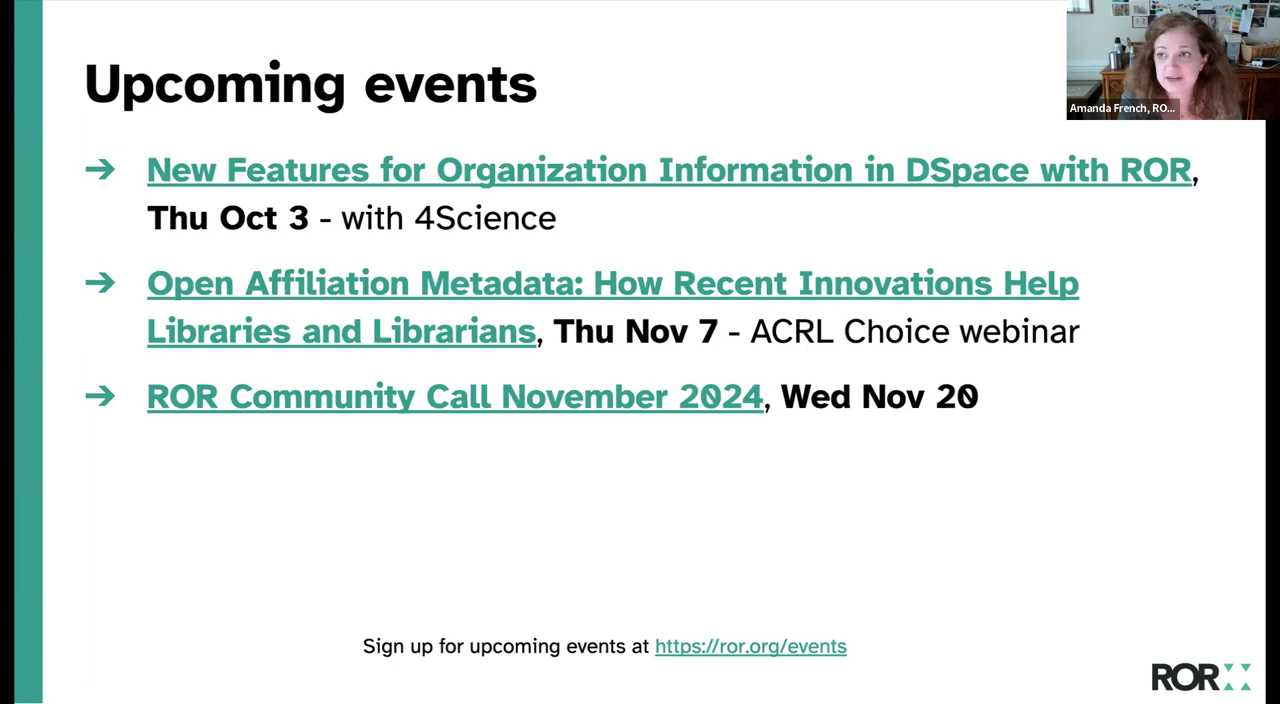 Upcoming events
Amanda French, RO...
➔ New Features for Organization Information in DSpace with ROR,
Thu Oct 3 - with 4Science
➔ Open Affiliation Metadata: How Recent Innovations Help
Libraries and Librarians, Thu Nov 7 - ACRL Choice webinar
➔ ROR Community Call November 2024, Wed Nov 20
Sign up for upcoming events at https://ror.org/events
ROR